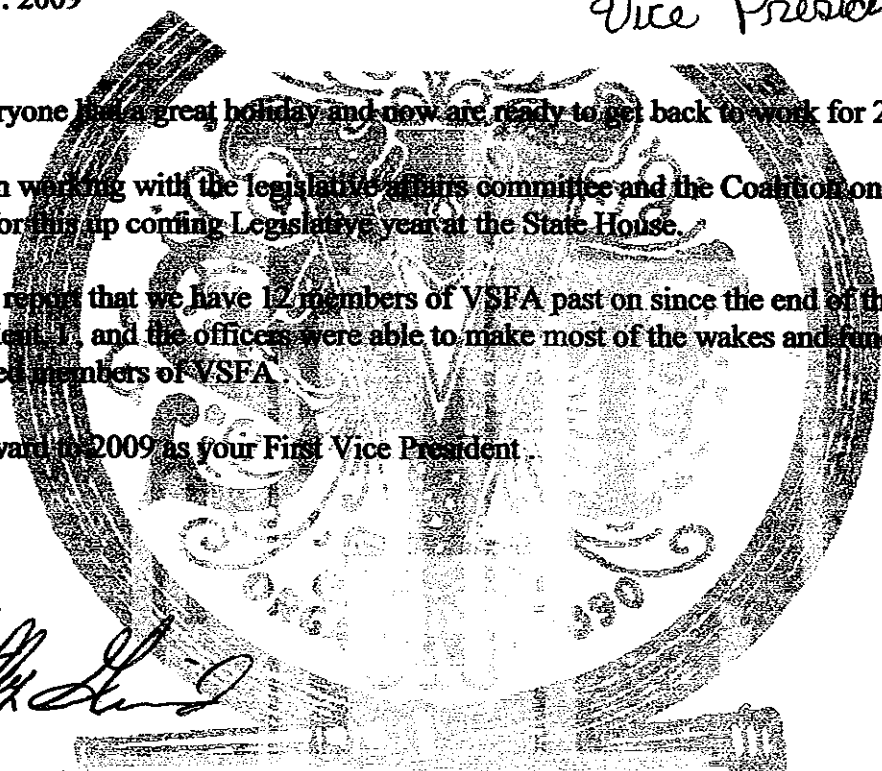 2009
Vice Preside
ryone had a great holiday and now are ready to get back to work for 2
n working with the legislative affairs committee and the Coalition on
for this up coming Legislative year at the State House.
report that we have 12 members of VSFA past on since the end of th
dent, I, and the officers were able to make most of the wakes and fun
ed members of VSFA.
ward to 2009 as your First Vice President.